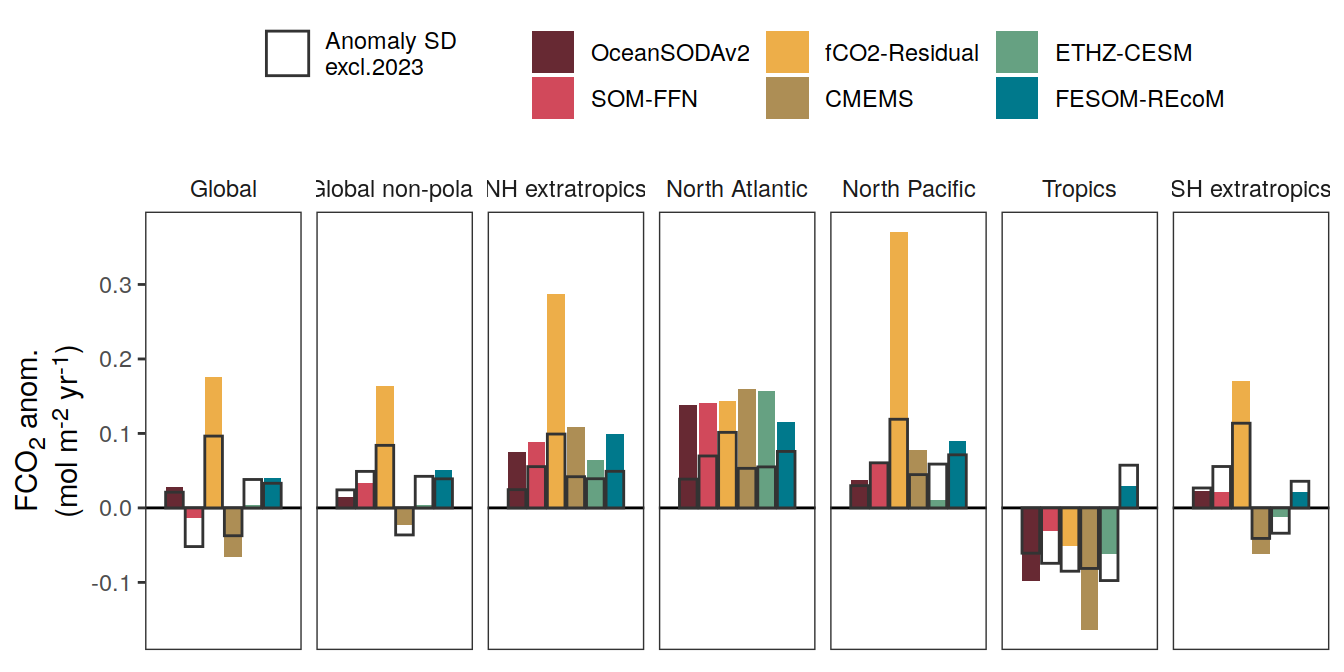 Anomaly SD
excl.2023
OceanSODAv2
fCO2-Residual
ETHZ-CESM
SOM-FFN
CMEMS
FESOM-REcoM
Global
Global non-pola
NH extratropics
North Atlantic
North Pacific
Tropics
SH extratropics
FCO₂ anom.
(mol m⁻² yr⁻¹)
0.3
0.2
0.1
0.0
-0.1